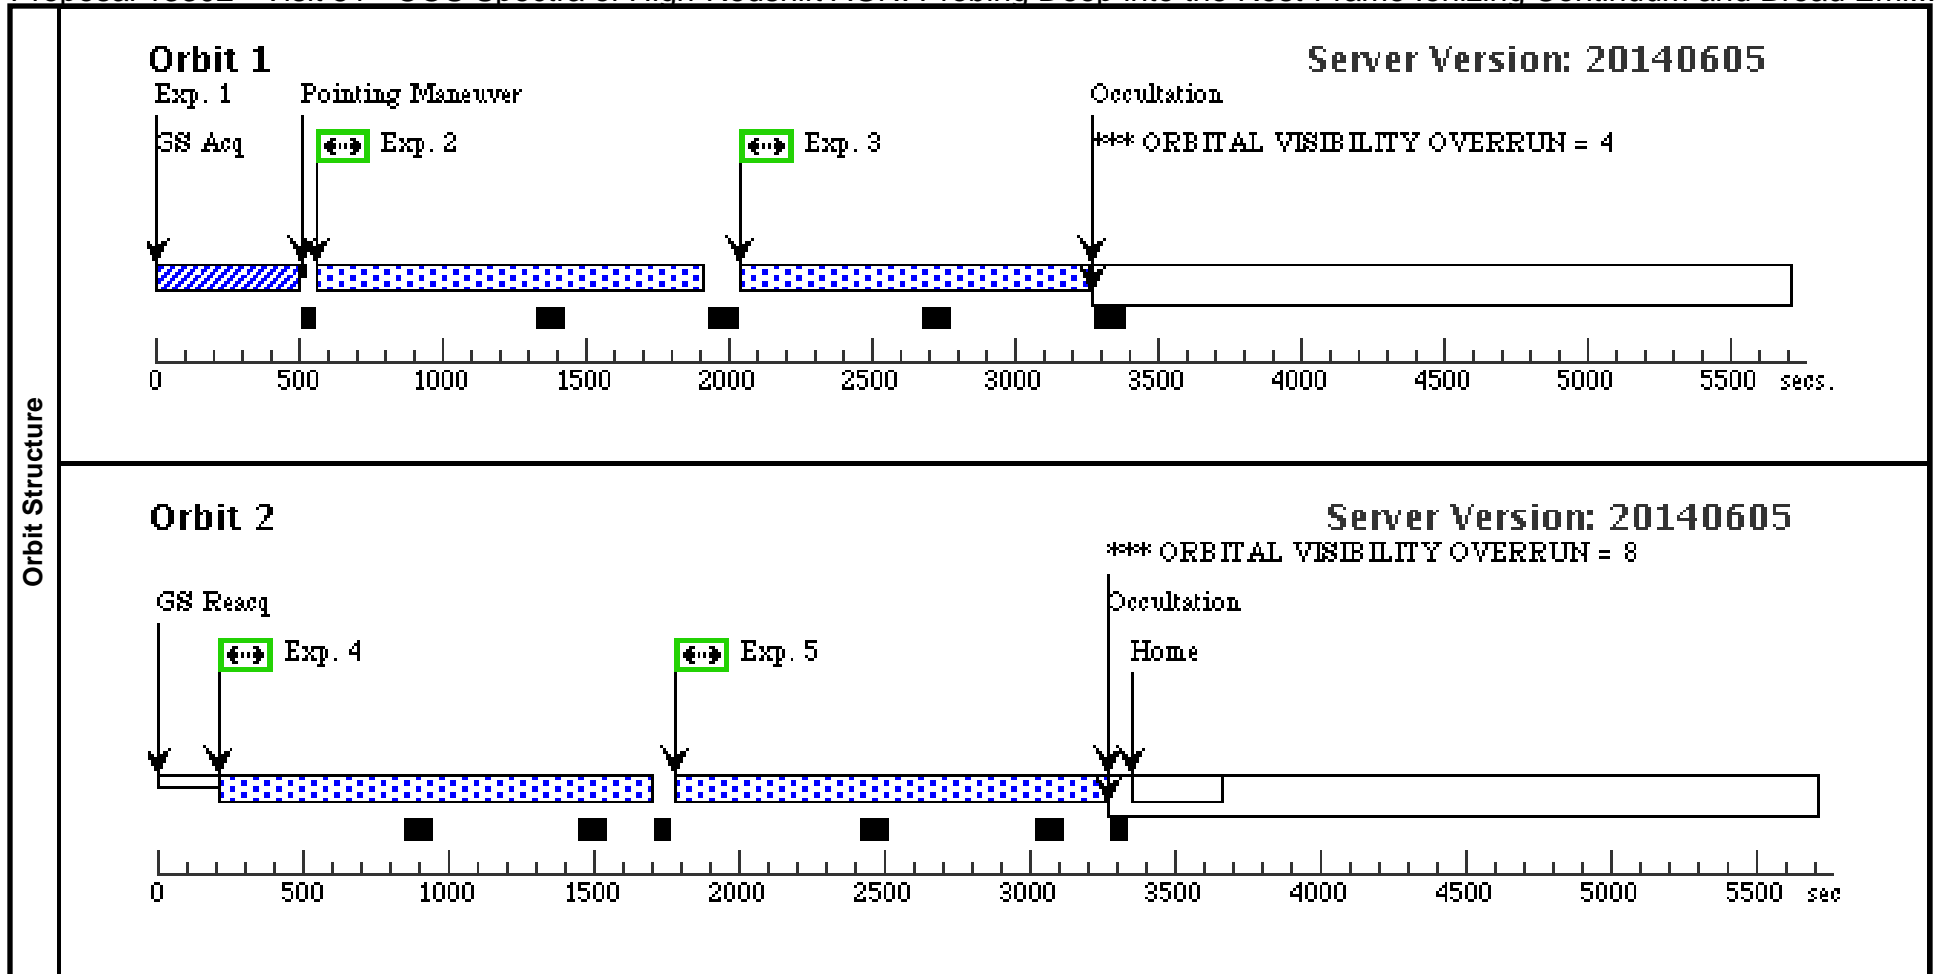 Orbit Structure
Orbit 1
Server Version: 20140605
Exp. 1 Pointing Maneuver Occultation
GS Acq Exp. 2 Exp. 3 *** ORBITAL VISIBILITY OVERRUN = 4
0 500 1000 1500 2000 2500 3000 3500 4000 4500 5000 5500 secs.
Orbit 2
Server Version: 20140605
*** ORBITAL VISIBILITY OVERRUN = 8
GS Reacq Occultation
Exp. 4 Exp. 5 Home
0 500 1000 1500 2000 2500 3000 3500 4000 4500 5000 5500 sec